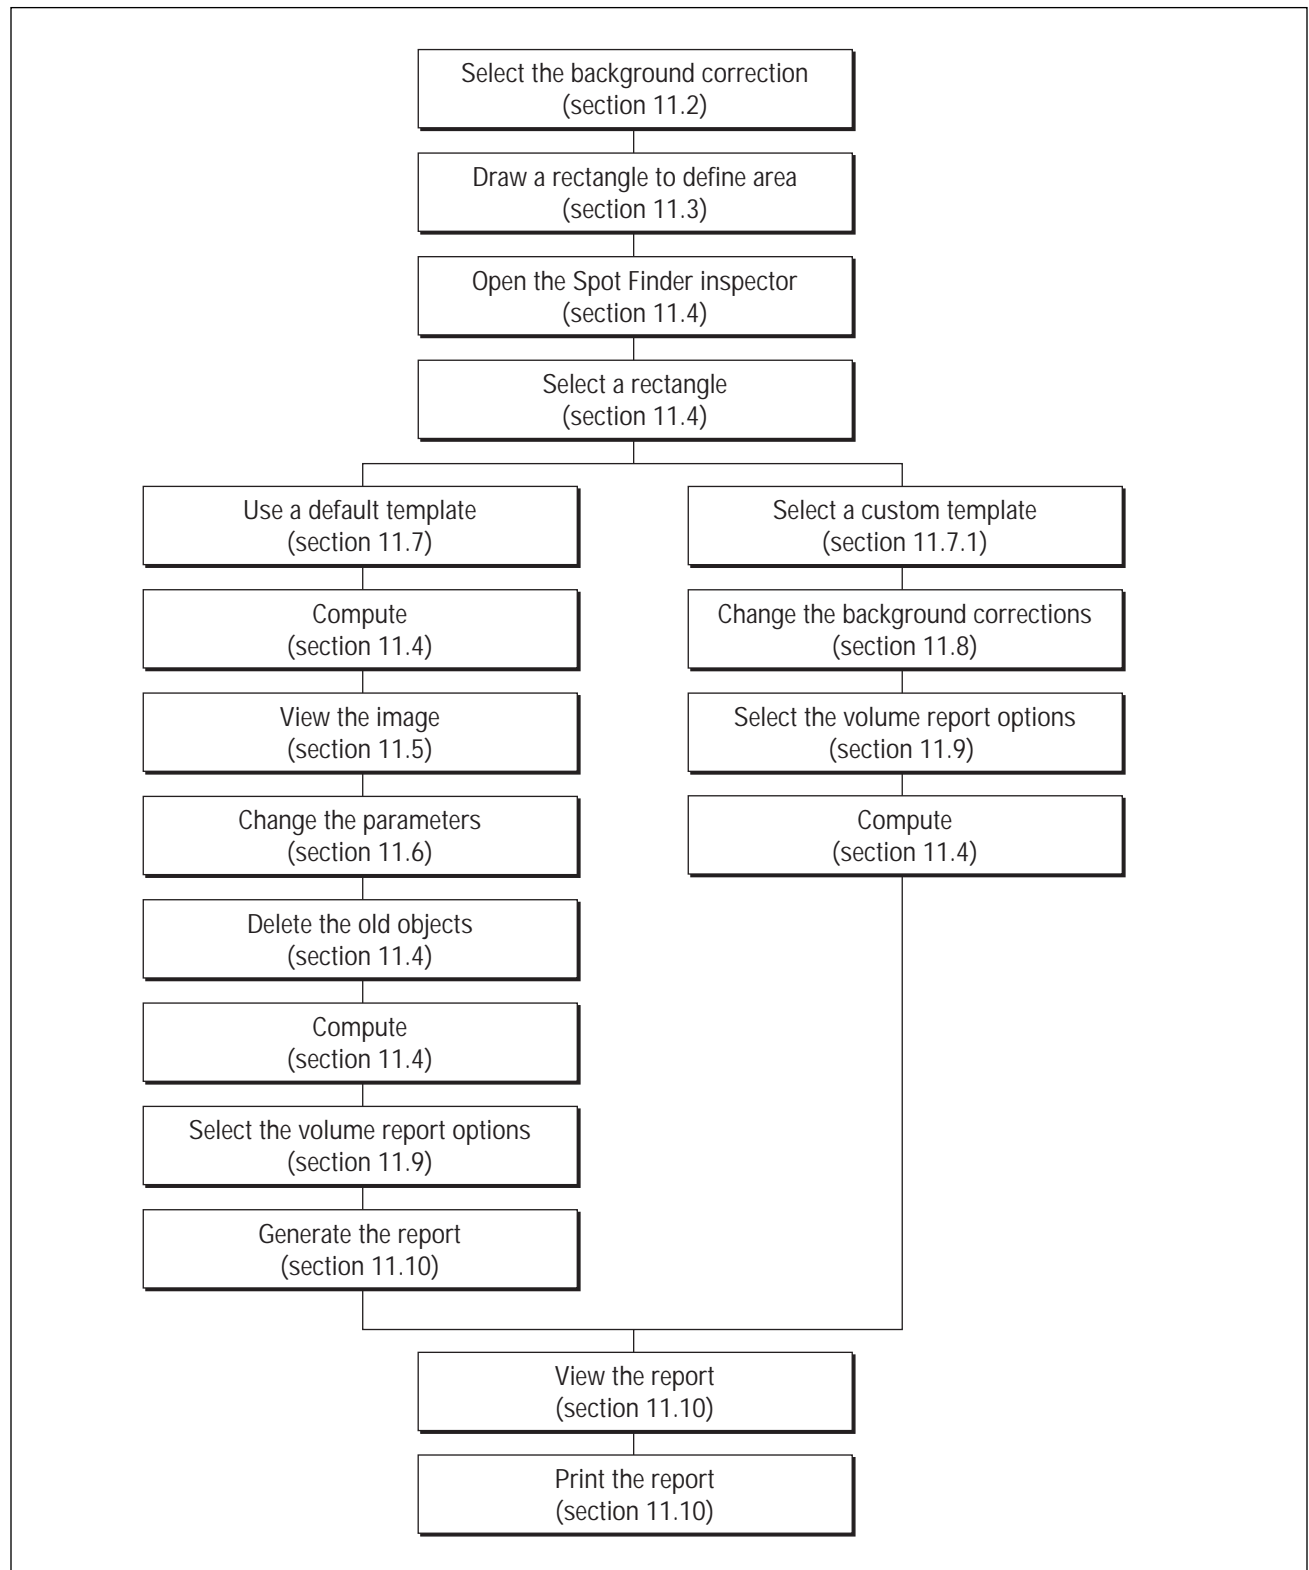 Select the background correction
(section 11.2)
Draw a rectangle to define area
(section 11.3)
Open the Spot Finder inspector
(section 11.4)
Select a rectangle
(section 11.4)
Use a default template
(section 11.7)
Compute
(section 11.4)
View the image
(section 11.5)
Change the parameters
(section 11.6)
Delete the old objects
(section 11.4)
Compute
(section 11.4)
Select the volume report options
(section 11.9)
Generate the report
(section 11.10)
Select a custom template
(section 11.7.1)
Change the background corrections
(section 11.8)
Select the volume report options
(section 11.9)
Compute
(section 11.4)
View the report
(section 11.10)
Print the report
(section 11.10)